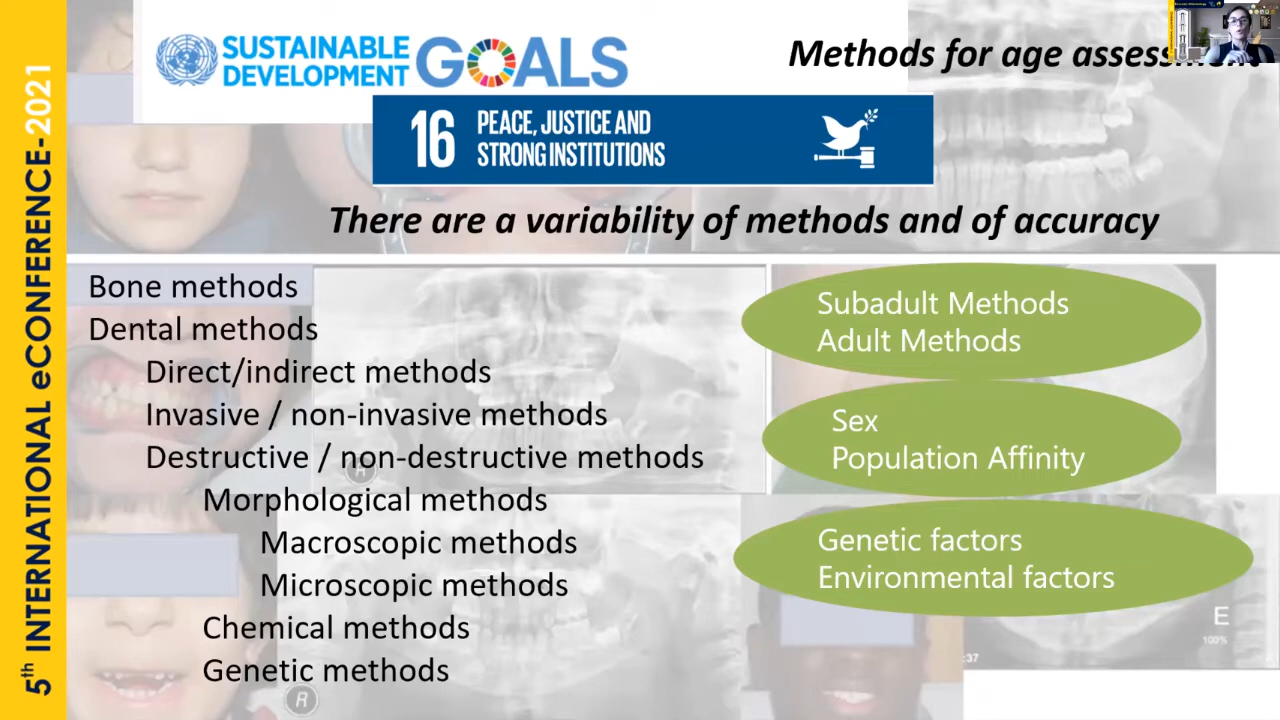 5th INTERNATIONAL eCONFERENCE-2021
SUSTAINABLE
DEVELOPMENT
GOALS
Methods for age
16
PEACE, JUSTICE AND
STRONG INSTITUTIONS
There are a variability of methods and of accuracy
Bone methods
Dental methods
Direct/indirect methods
Invasive / non-invasive methods
Destructive / non-destructive methods
Morphological methods
Macroscopic methods
Microscopic methods
Chemical methods
Genetic methods
Subadult Methods
Adult Methods
Sex
Population Affinity
Genetic factors
Environmental factors
E
100%
:37
R
R